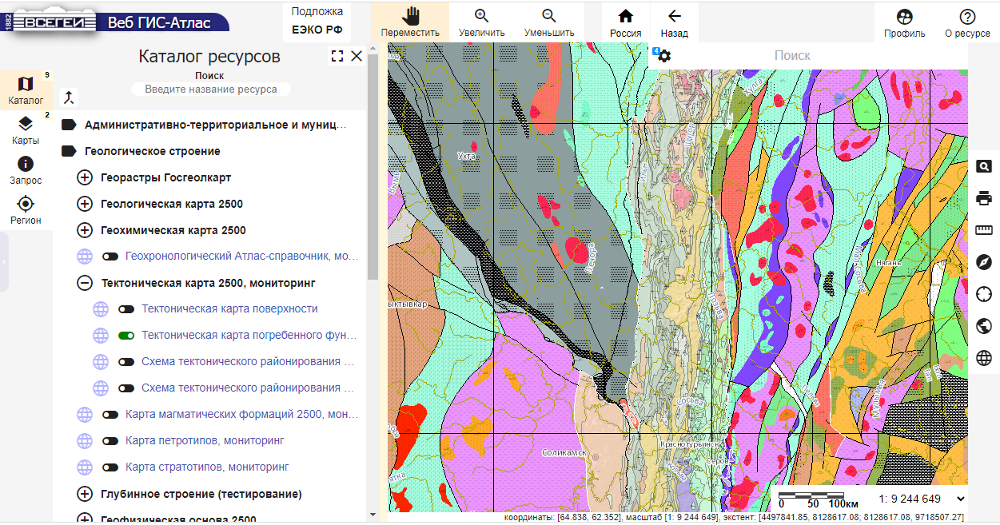 1882
ВСЕГЕИ
Веб ГИС-Атлас
Подложка
ЕЭКО РФ
Переместить
Увеличить
Уменьшить
Россия
Назад
Профиль
О ресурсе
Каталог ресурсов
Поиск
Введите название ресурса
9
Каталог
2
Карты
Запрос
Регион
Административно-территориальное и муниц...
Геологическое строение
Георастры Госгеолкарт
Геологическая карта 2500
Геохимическая карта 2500
Геохронологический Атлас-справочник, мо...
Тектоническая карта 2500, мониторинг
Тектоническая карта поверхности
Тектоническая карта погребенного фун...
Схема тектонического районирования ...
Схема тектонического районирования ...
Карта магматических формаций 2500, мон...
Карта петротипов, мониторинг
Карта стратотипов, мониторинг
Глубинное строение (тестирование)
Геофизическая основа 2500
4
Поиск
Ухта
Вымь
Печора
ыктывкар
Нягань
Соликамск
сосьва
Краснотурьинск
Серов
0 50 100км
1: 9 244 649
координаты: [64.838, 62.352], масштаб [1: 9 244 649], экстент: [4497841.85, 8128617.08; 8128617.08, 9718507.27]